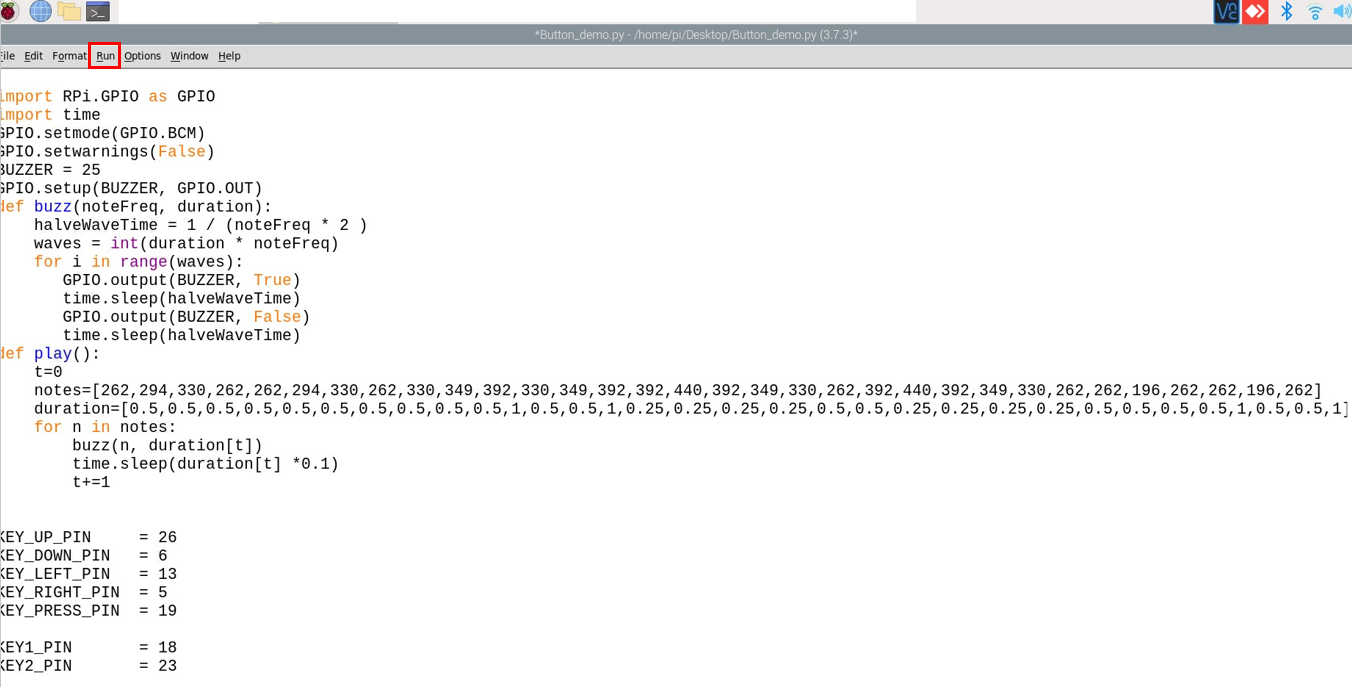 *Button_demo.py - /home/pi/Desktop/Button_demo.py (3.7.3)*
File Edit Format Run Options Window Help
import RPi.GPIO as GPIO
import time
GPIO.setmode(GPIO.BCM)
GPIO.setwarnings(False)
BUZZER = 25
GPIO.setup(BUZZER, GPIO.OUT)
def buzz(noteFreq, duration):
    halveWaveTime = 1 / (noteFreq * 2 )
    waves = int(duration * noteFreq)
    for i in range(waves):
       GPIO.output(BUZZER, True)
       time.sleep(halveWaveTime)
       GPIO.output(BUZZER, False)
       time.sleep(halveWaveTime)
def play():
    t=0
    notes=[262,294,330,262,262,294,330,262,330,349,392,330,349,392,392,440,392,349,330,262,392,440,392,349,330,262,262,196,262,262,196,262]
    duration=[0.5,0.5,0.5,0.5,0.5,0.5,0.5,0.5,0.5,0.5,1,0.5,0.5,1,0.25,0.25,0.25,0.25,0.5,0.5,0.25,0.25,0.25,0.25,0.5,0.5,0.5,0.5,1,0.5,0.5,1]
    for n in notes:
        buzz(n, duration[t])
        time.sleep(duration[t] *0.1)
        t+=1
KEY_UP_PIN     = 26
KEY_DOWN_PIN   = 6
KEY_LEFT_PIN   = 13
KEY_RIGHT_PIN  = 5
KEY_PRESS_PIN  = 19
KEY1_PIN       = 18
KEY2_PIN       = 23